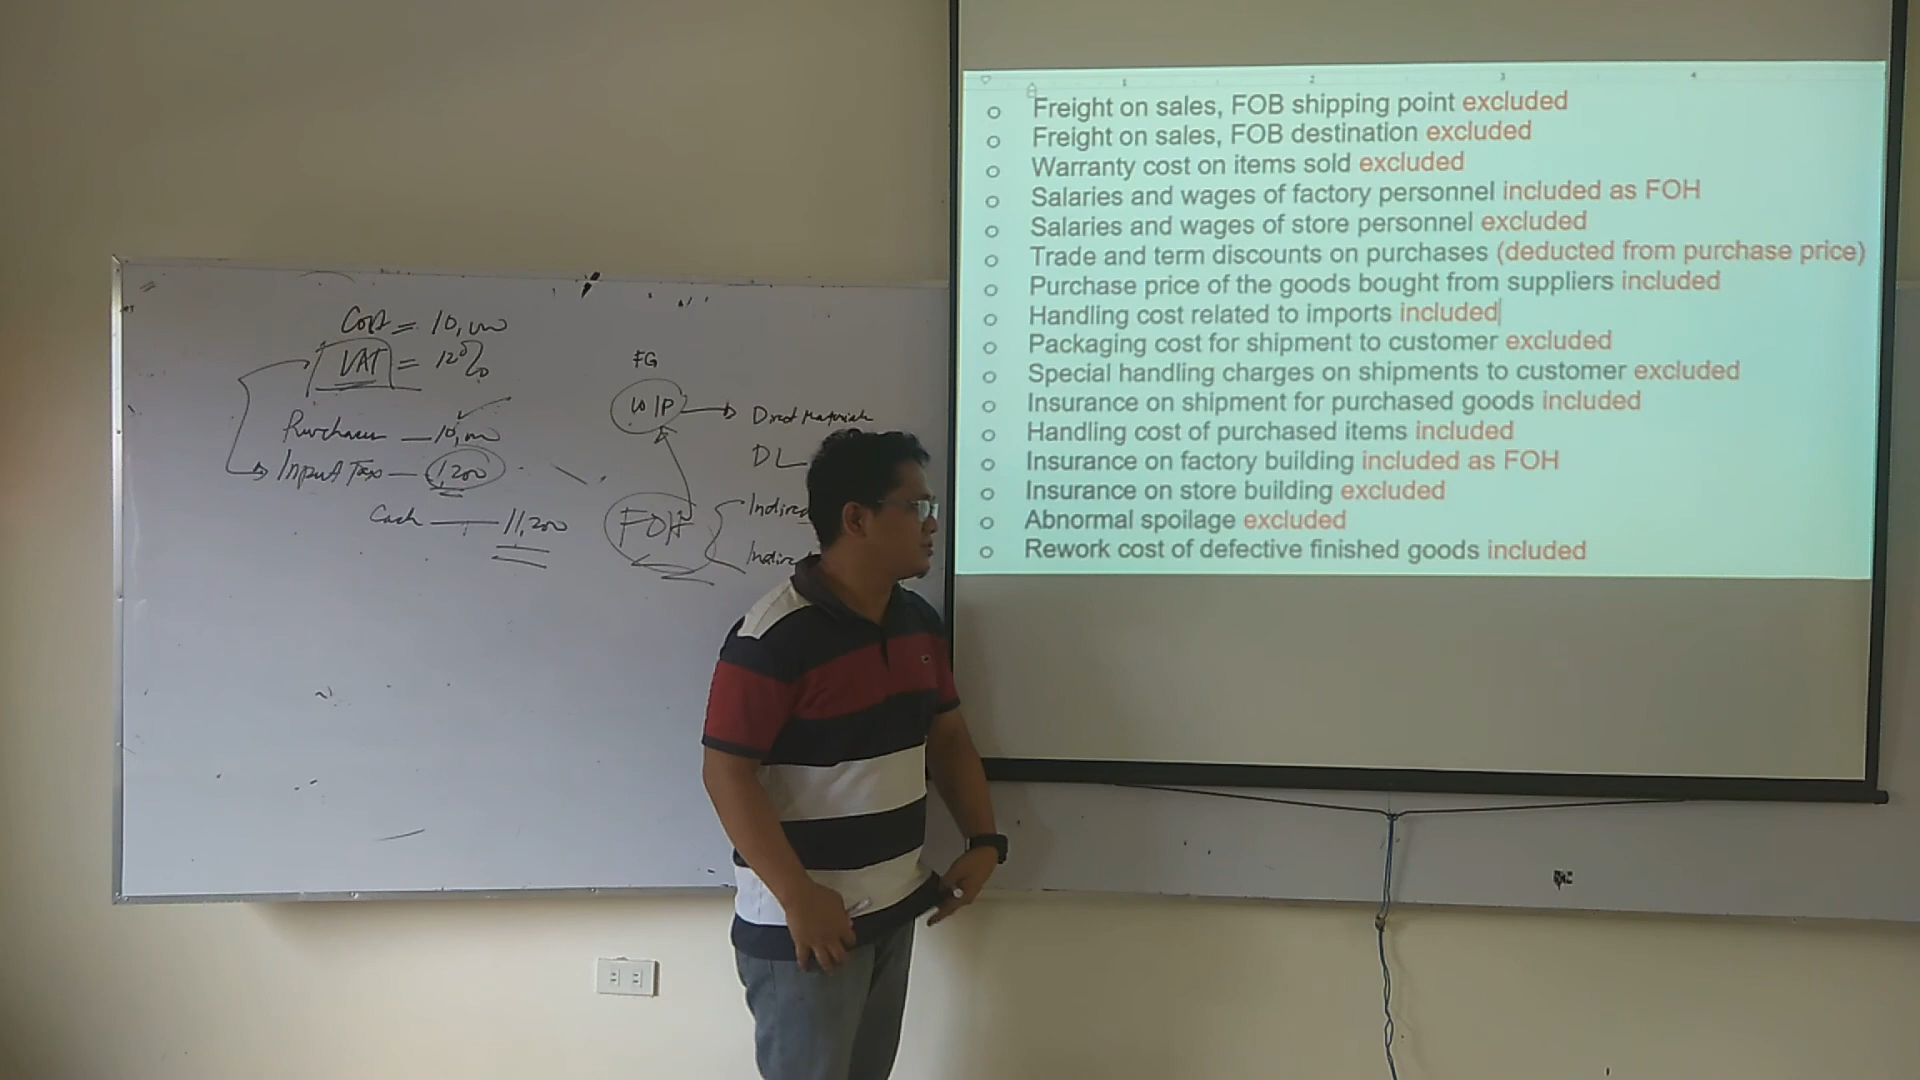 Cost = 10,000
VAT = 12%
Purchases — 10,000
Input Tax — 1,200
Cash — 11,200
FG
WIP
Direct Materials
DL
FOH
1 2 3 4
Freight on sales, FOB shipping point excluded
Freight on sales, FOB destination excluded
Warranty cost on items sold excluded
Salaries and wages of factory personnel included as FOH
Salaries and wages of store personnel excluded
Trade and term discounts on purchases (deducted from purchase price)
Purchase price of the goods bought from suppliers included
Handling cost related to imports included
Packaging cost for shipment to customer excluded
Special handling charges on shipments to customer excluded
Insurance on shipment for purchased goods included
Handling cost of purchased items included
Insurance on factory building included as FOH
Insurance on store building excluded
Abnormal spoilage excluded
Rework cost of defective finished goods included